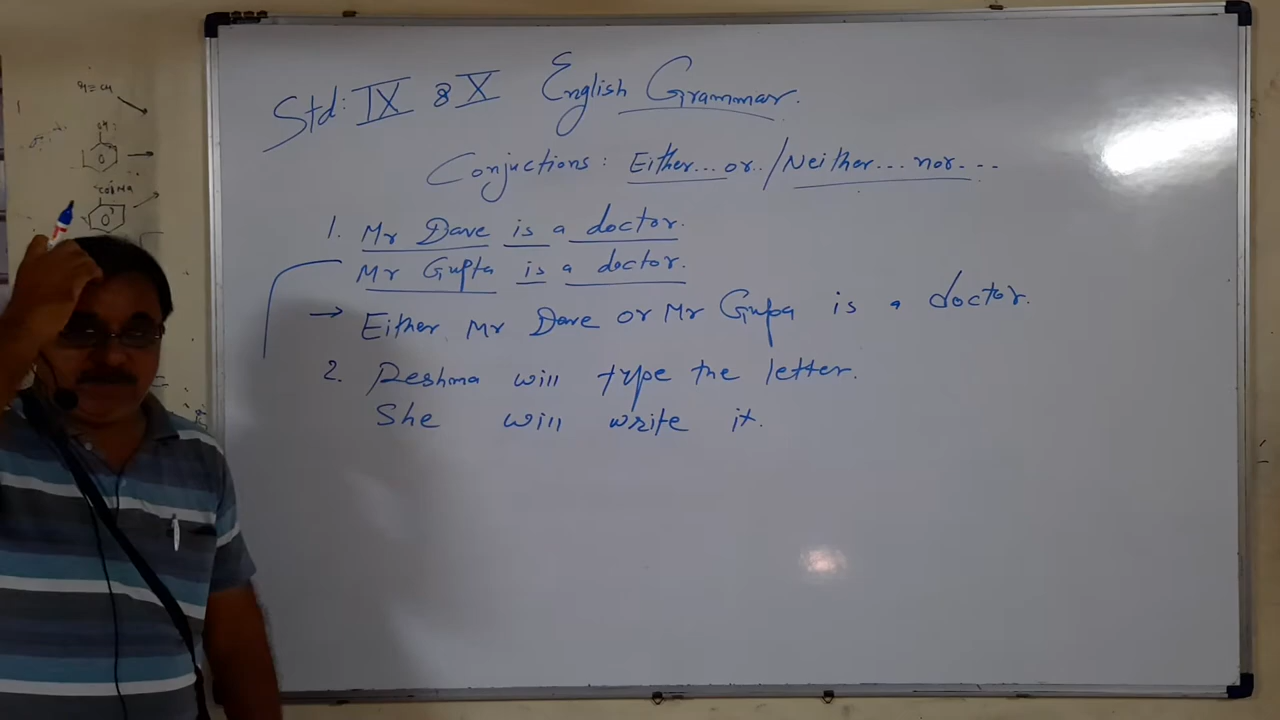 Std: IX & X English Grammar.
Conjuctions: Either...or../Neither...nor....
1. Mr Dave is a doctor.
Mr Gupta is a doctor.
→ Either Mr Dave or Mr Gupa is a doctor.
2. Reshma will type the letter.
She will write it.